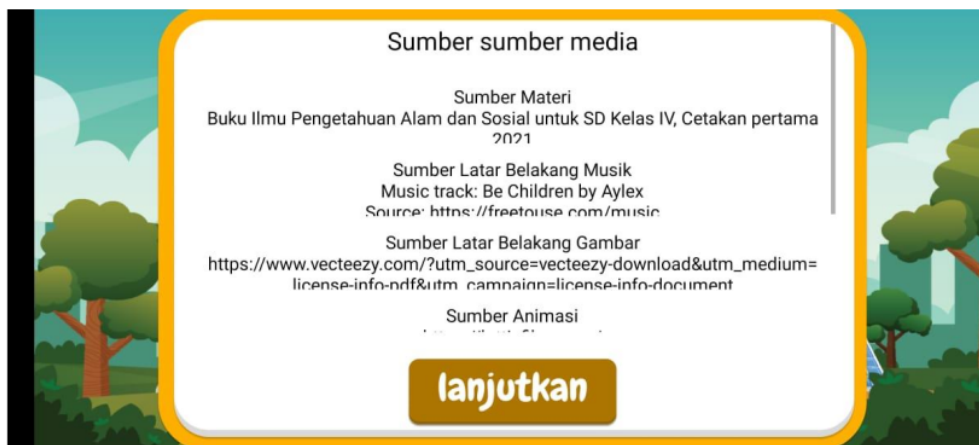 Sumber sumber media
Sumber Materi
Buku Ilmu Pengetahuan Alam dan Sosial untuk SD Kelas IV, Cetakan pertama
2021
Sumber Latar Belakang Musik
Music track: Be Children by Aylex
Source: https://freetouse.com/music
Sumber Latar Belakang Gambar
https://www.vecteezy.com/?utm_source=vecteezy-download&utm_medium=
license-info-pdf&utm_campaign=license-info-document
Sumber Animasi
lanjutkan